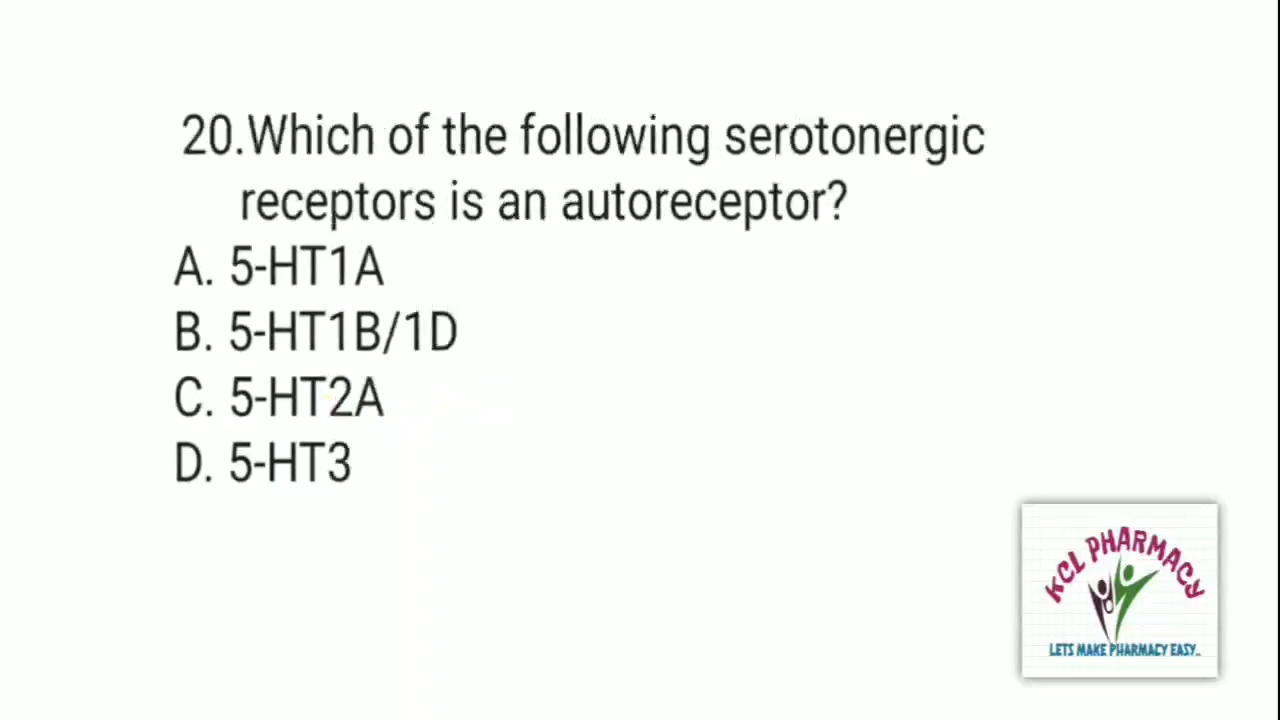 20.Which of the following serotonergic
receptors is an autoreceptor?
A. 5-HT1A
B. 5-HT1B/1D
C. 5-HT2A
D. 5-HT3
KCL PHARMACY
LETS MAKE PHARMACY EASY..